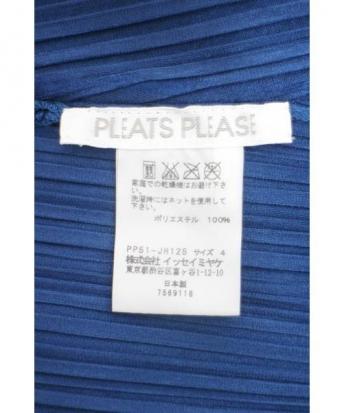 PLEATS PLEASE
家庭での乾燥機はお避け下
さい。
洗濯時にはネットを使用して
下さい。
ポリエステル 100%
PP51-JH125 サイズ 4
株式会社 イッセイミヤケ
東京都渋谷区富ヶ谷1-12-10
日本製
7569116